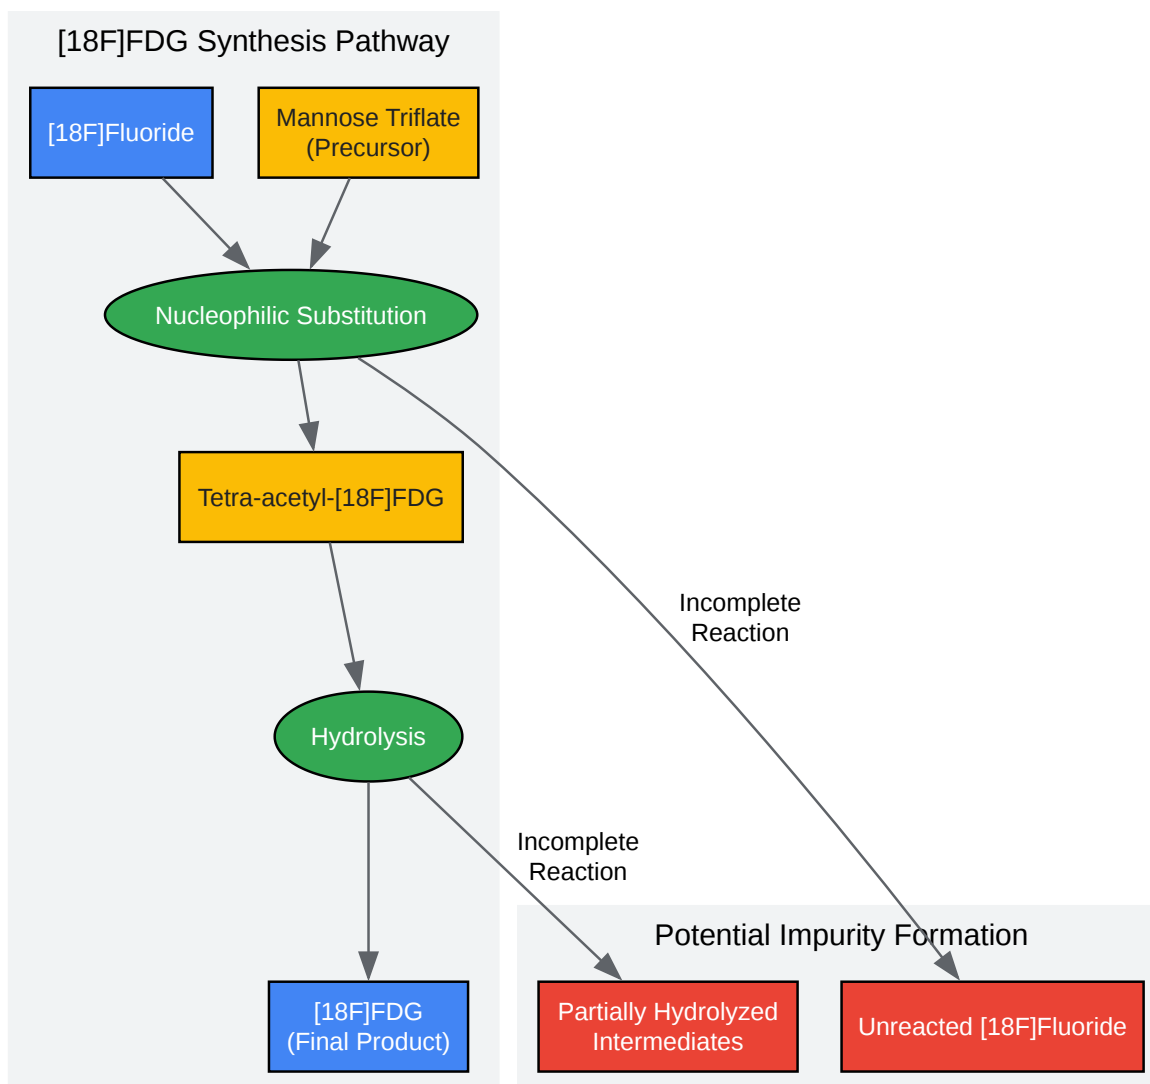 [18F]FDG Synthesis Pathway
[18F]Fluoride
Mannose Triflate
(Precursor)
Nucleophilic Substitution
Tetra-acetyl-[18F]FDG
Incomplete
Reaction
Hydrolysis
Incomplete
Reaction
Potential Impurity Formation
[18F]FDG
(Final Product)
Partially Hydrolyzed
Intermediates
Unreacted [18F]Fluoride